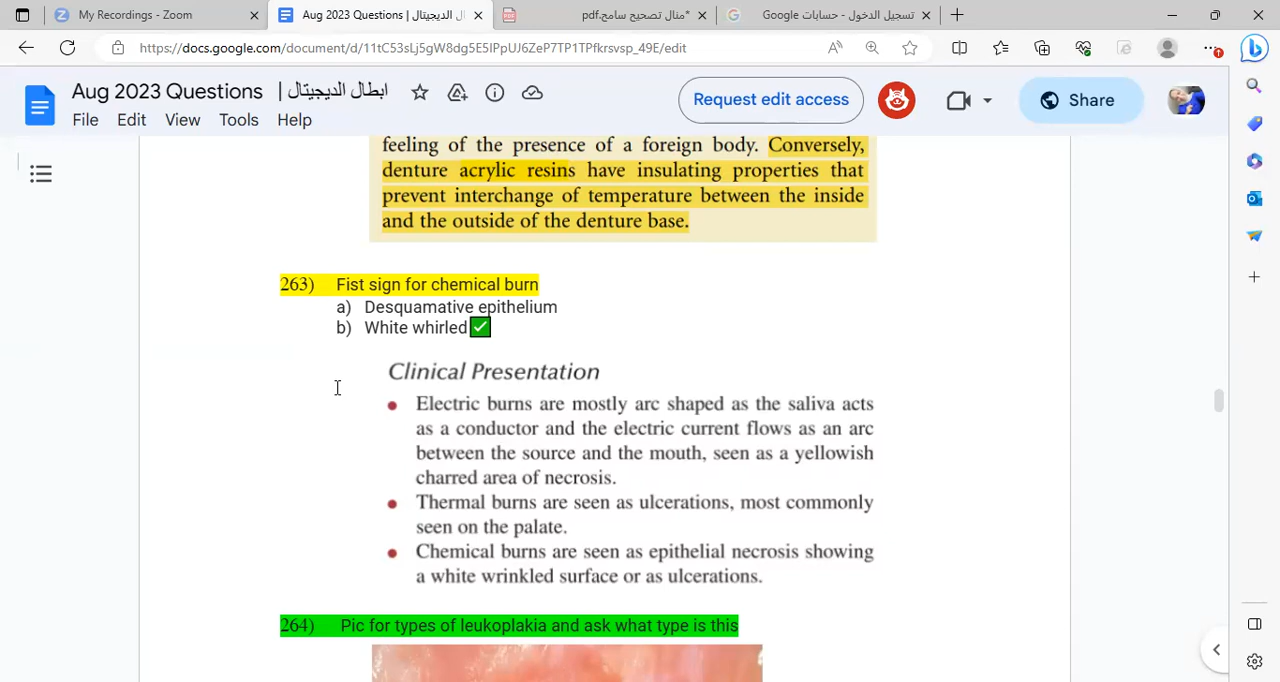 My Recordings - Zoom
Aug 2023 Questions | ابطال الديجيتال
*منال تصحيح سامح.pdf
تسجيل الدخول - حسابات Google
https://docs.google.com/document/d/11tC53sLj5gW8dg5E5IPpUJ6ZeP7TP1TPfkrsvsp_49E/edit
Aug 2023 Questions | ابطال الديجيتال
Request edit access
Share
File Edit View Tools Help
feeling of the presence of a foreign body. Conversely,
denture acrylic resins have insulating properties that
prevent interchange of temperature between the inside
and the outside of the denture base.
263) Fist sign for chemical burn
a) Desquamative epithelium
b) White whirled
Clinical Presentation
Electric burns are mostly arc shaped as the saliva acts
as a conductor and the electric current flows as an arc
between the source and the mouth, seen as a yellowish
charred area of necrosis.
Thermal burns are seen as ulcerations, most commonly
seen on the palate.
Chemical burns are seen as epithelial necrosis showing
a white wrinkled surface or as ulcerations.
264) Pic for types of leukoplakia and ask what type is this